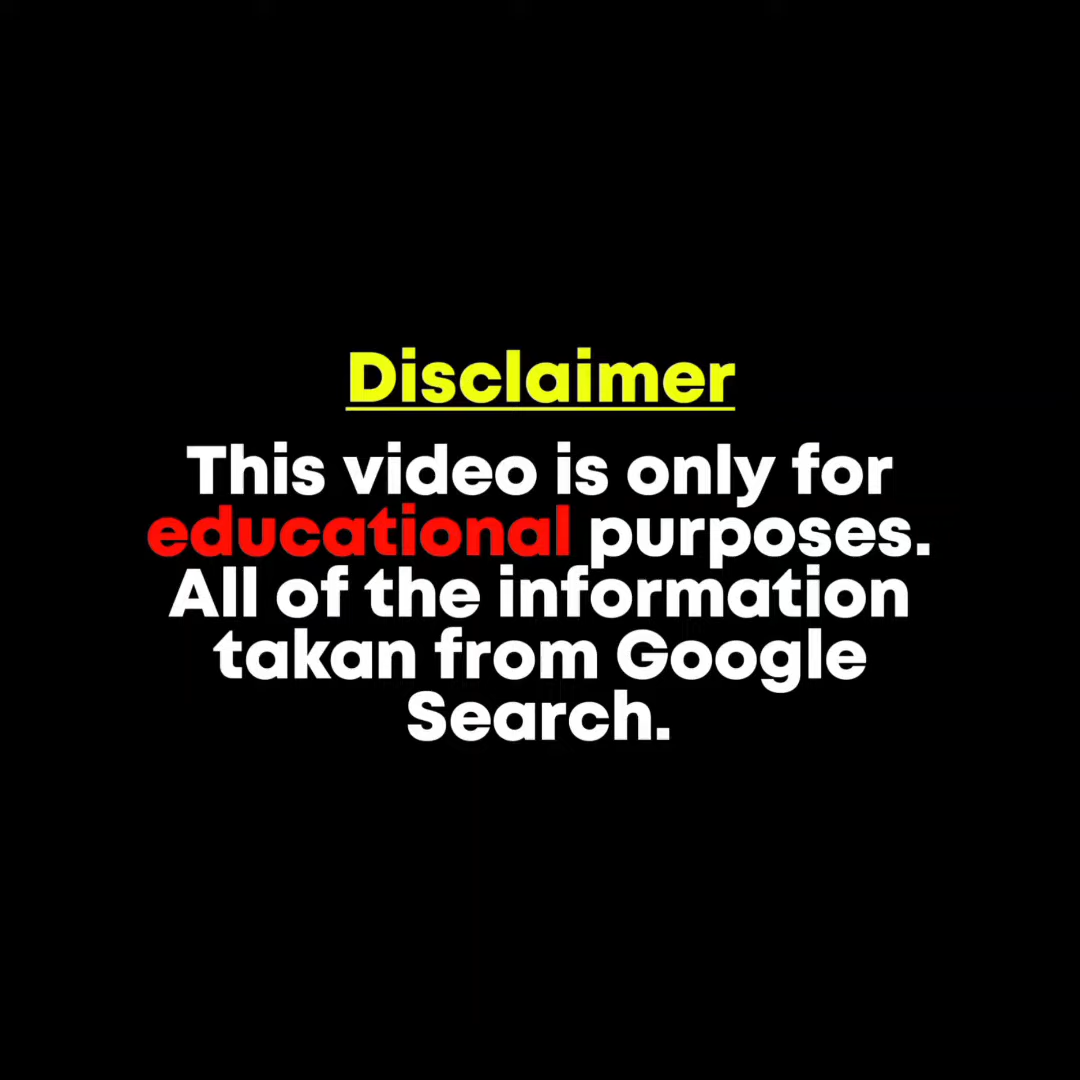 Disclaimer
This video is only for
educational purposes.
All of the information
takan from Google
Search.